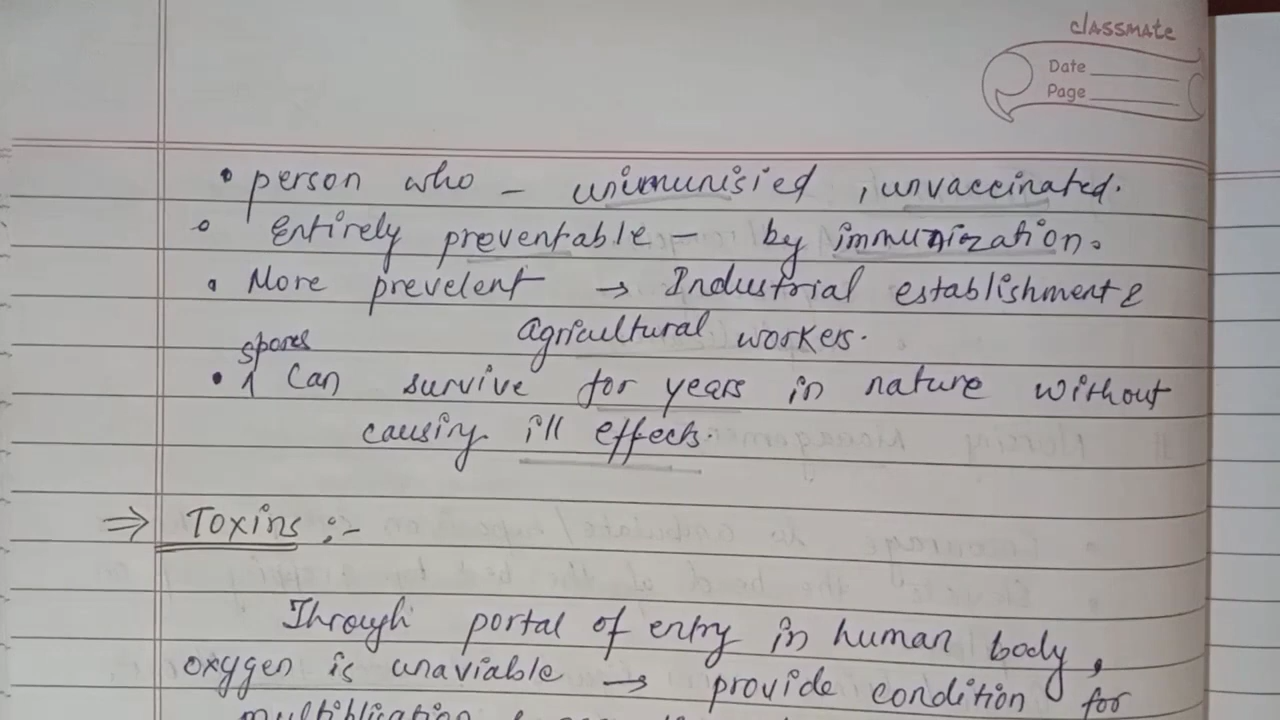 classmate
Date
Page
• person who - unimunisied, unvaccinated.
• Entirely preventable - by immunization.
• More prevelent → Industrial establishment &
agricultural workers.
spores
• ⁁ Can survive for years in nature without
causing ill effects.
⇒ Toxins :-
Through portal of entry in human body,
oxygen is unaviable → provide condition for
multiblication